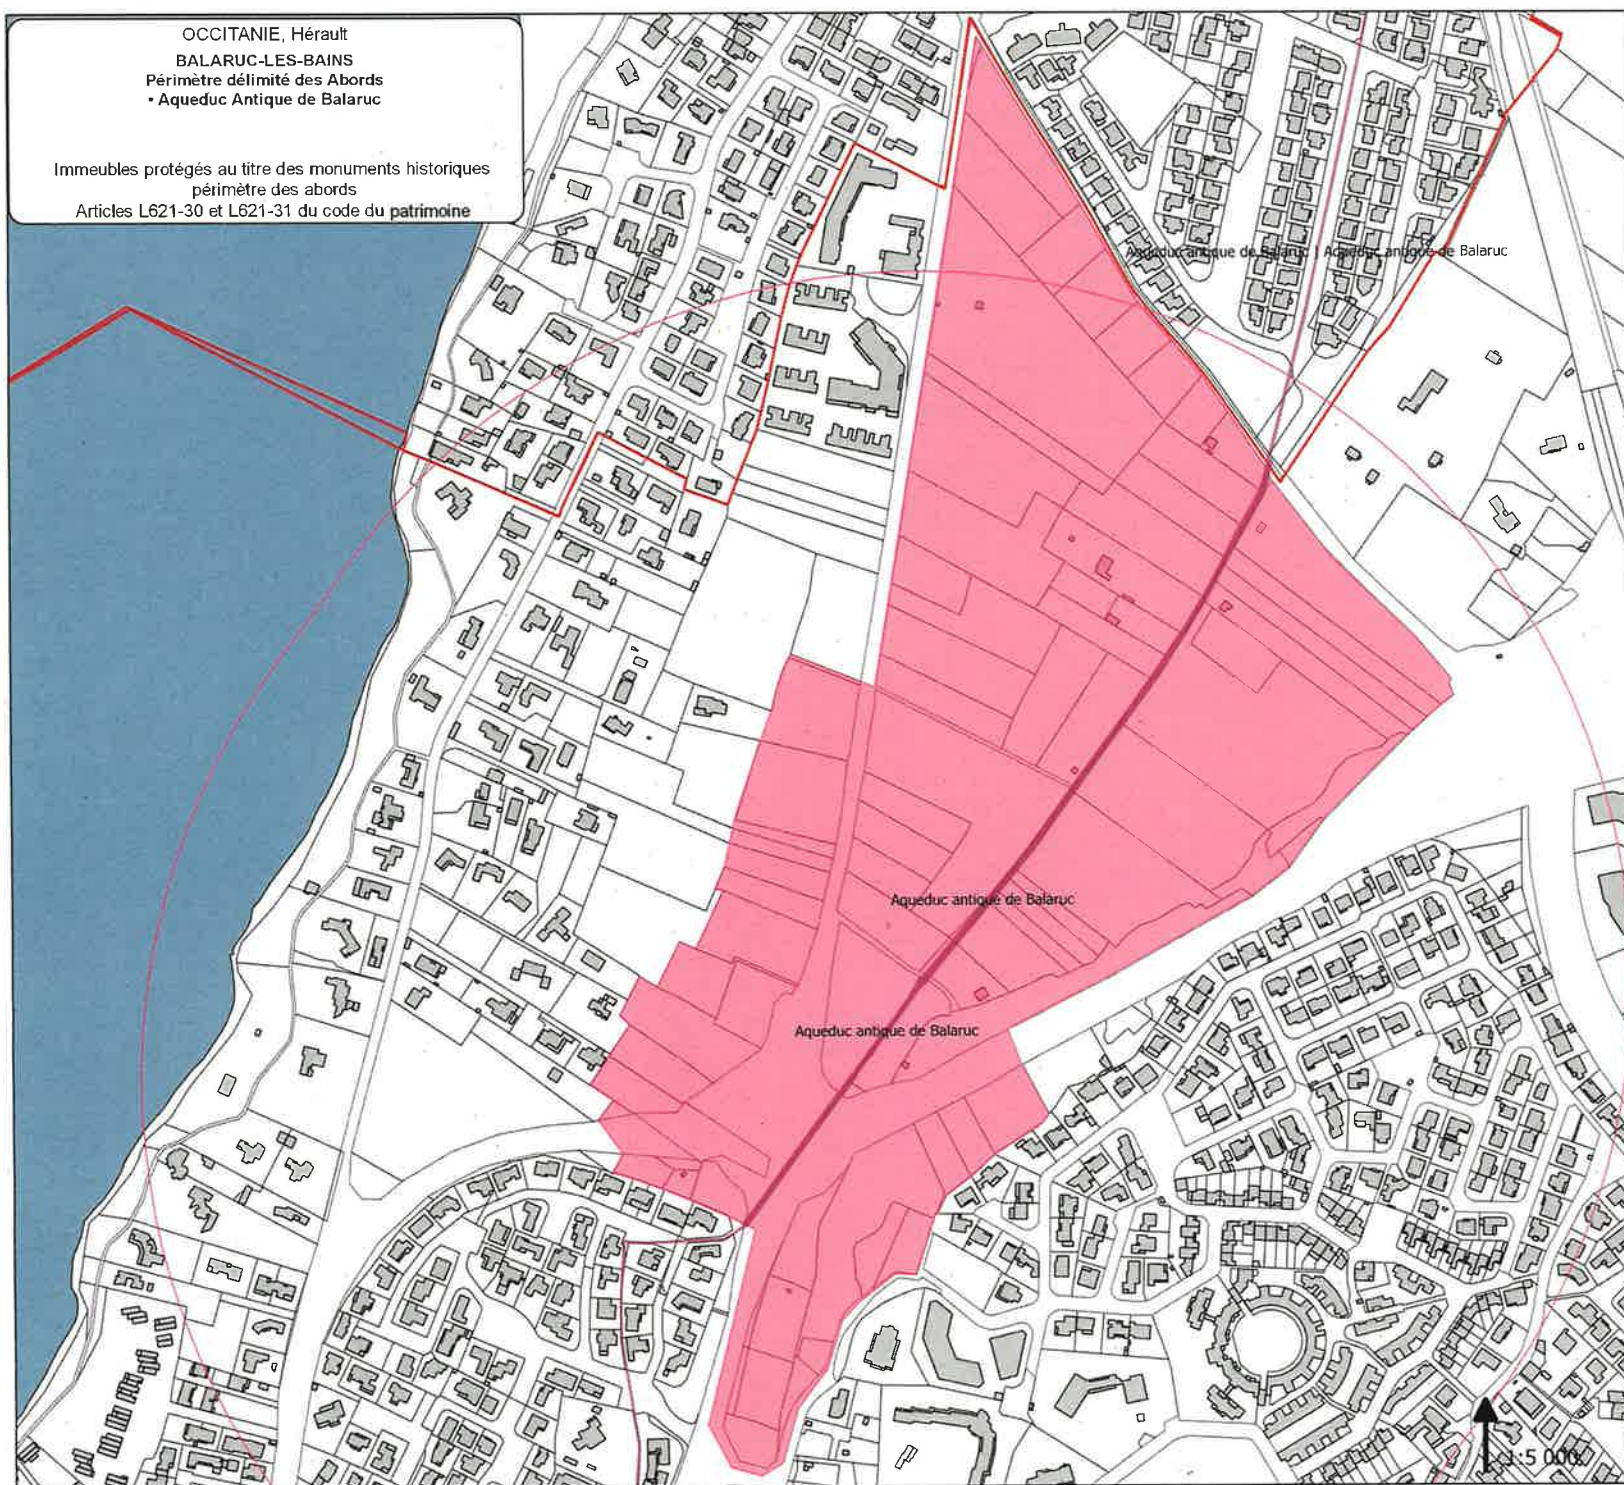 OCCITANIE, Hérault
BALARUC-LES-BAINS
Périmètre délimité des Abords
• Aqueduc Antique de Balaruc
Immeubles protégés au titre des monuments historiques
périmètre des abords
Articles L621-30 et L621-31 du code du patrimoine
Aqueduc antique de Balaruc
Aqueduc antique de Balaruc
Aqueduc antique de Balaruc
Aqueduc antique de Balaruc
1:5 000